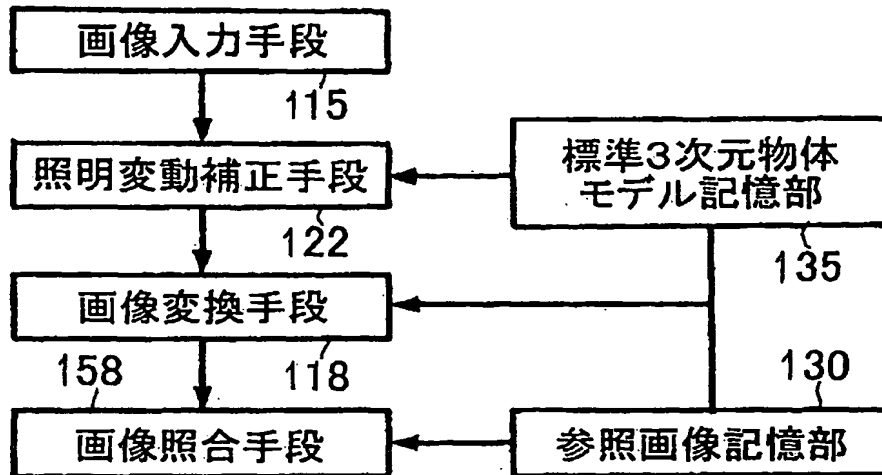 画像入力手段
115
照明変動補正手段
122
標準3次元物体
モデル記憶部
135
画像変換手段
118
158
画像照合手段
130
参照画像記憶部